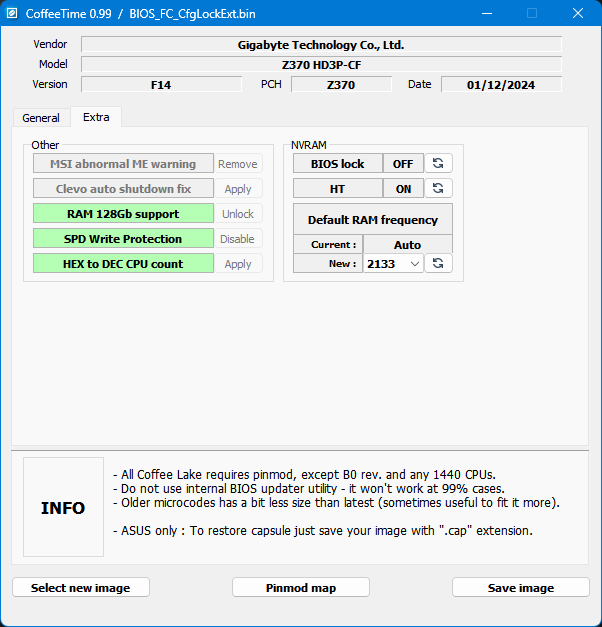 CoffeeTime 0.99 / BIOS_FC_CfgLockExt.bin
Vendor Gigabyte Technology Co., Ltd.
Model Z370 HD3P-CF
Version F14 PCH Z370 Date 01/12/2024
General Extra
Other
MSI abnormal ME warning Remove
Clevo auto shutdown fix Apply
RAM 128Gb support Unlock
SPD Write Protection Disable
HEX to DEC CPU count Apply
NVRAM
BIOS lock OFF
HT ON
Default RAM frequency
Current : Auto
New : 2133
INFO
- All Coffee Lake requires pinmod, except B0 rev. and any 1440 CPUs.
- Do not use internal BIOS updater utility - it won't work at 99% cases.
- Older microcodes has a bit less size than latest (sometimes useful to fit it more).
- ASUS only : To restore capsule just save your image with ".cap" extension.
Select new image Pinmod map Save image